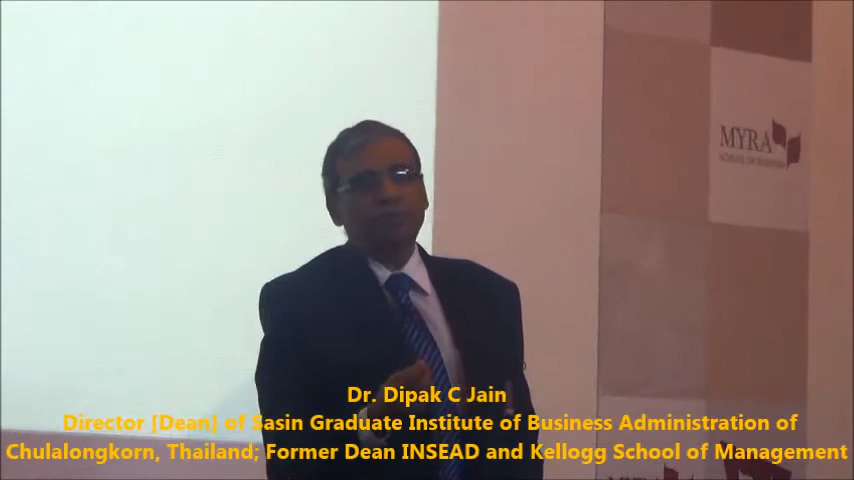 MYRA
SCHOOL OF BUSINESS
Dr. Dipak C Jain
Director [Dean] of Sasin Graduate Institute of Business Administration of
Chulalongkorn, Thailand; Former Dean INSEAD and Kellogg School of Management
MYRA